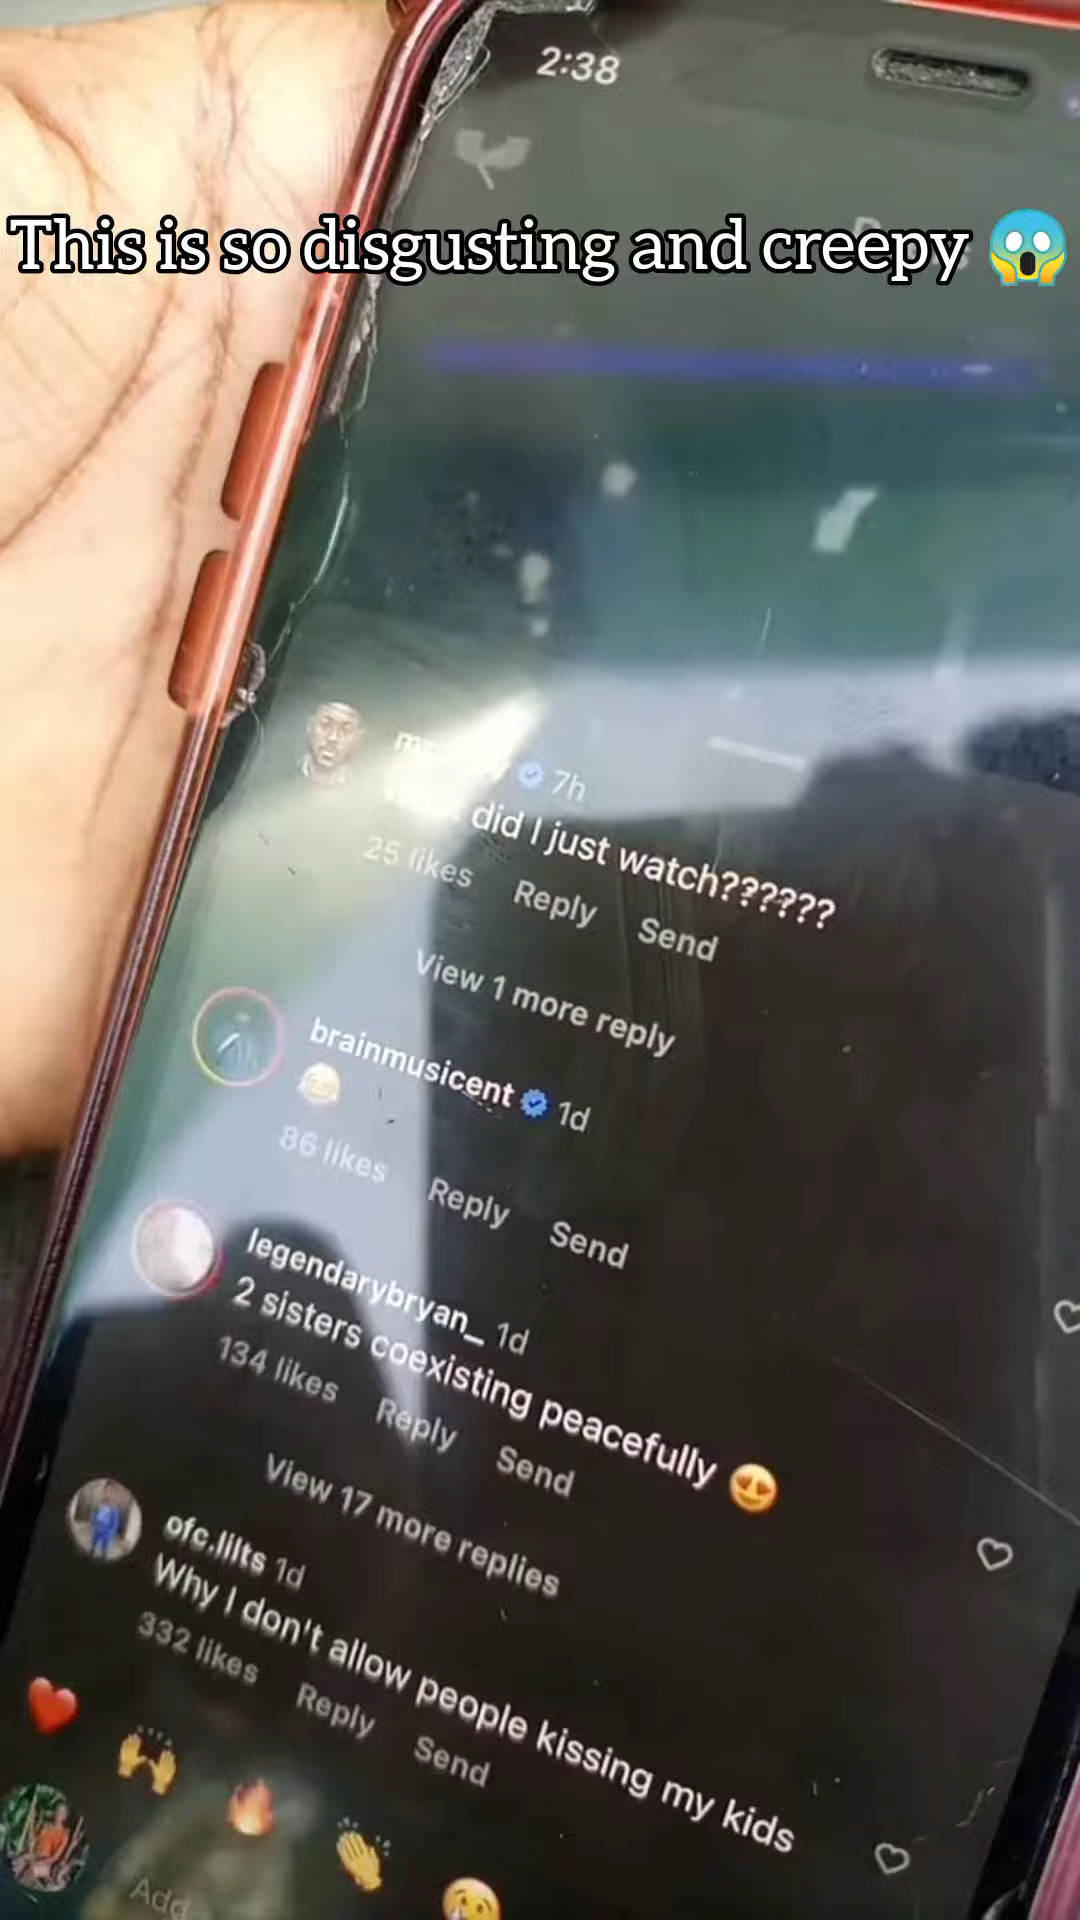 2:38
This is so disgusting and creepy 😱
7h
did I just watch??????
25 likes Reply Send
View 1 more reply
brainmusicent 1d
😂
86 likes Reply Send
legendarybryan_ 1d
2 sisters coexisting peacefully 😍
134 likes Reply Send
View 17 more replies
ofc.lilts 1d
Why I don't allow people kissing my kids
332 likes Reply Send
❤️ 🙌 🔥 👏 😢
Add